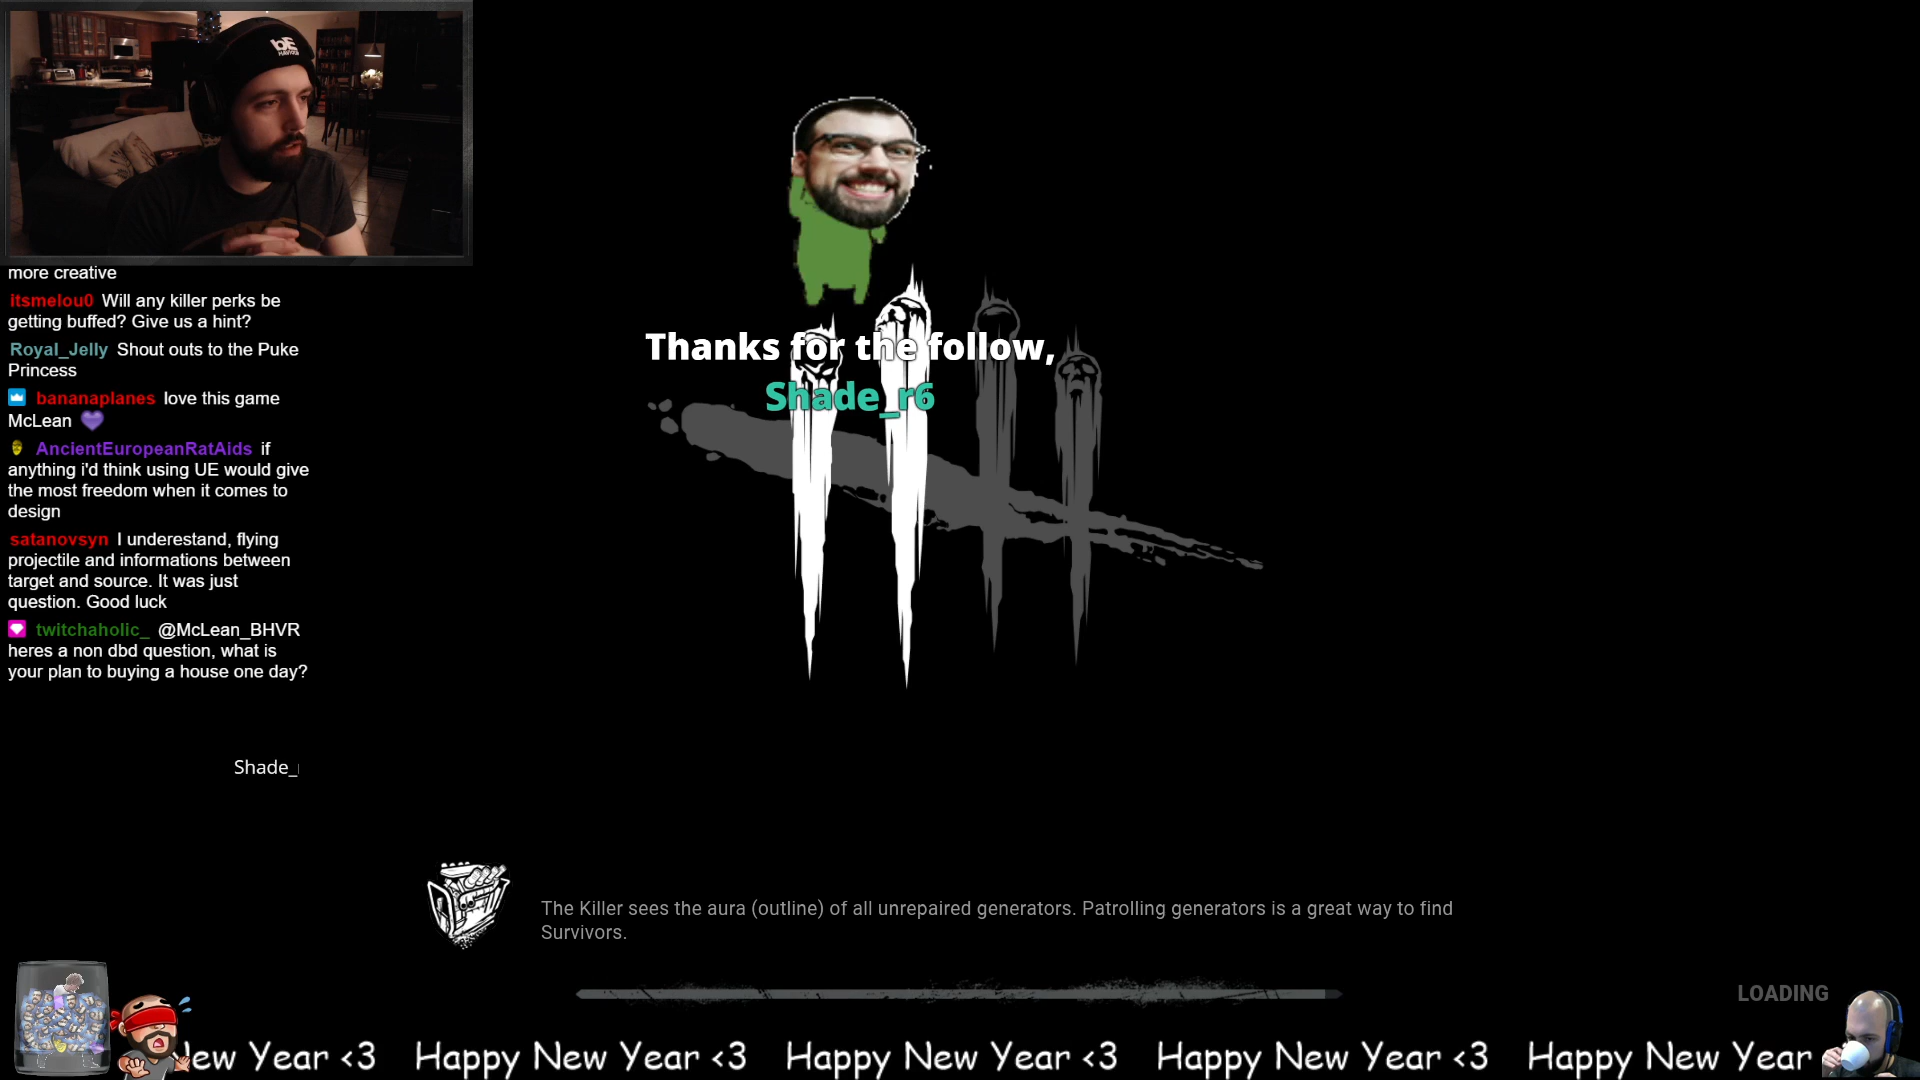 bE
HAVIOUR
more creative
itsmelou0 Will any killer perks be
getting buffed? Give us a hint?
Royal_Jelly Shout outs to the Puke
Princess
bananaplanes love this game
McLean
AncientEuropeanRatAids if
anything i'd think using UE would give
the most freedom when it comes to
design
satanovsyn I underestand, flying
projectile and informations between
target and source. It was just
question. Good luck
twitchaholic_ @McLean_BHVR
heres a non dbd question, what is
your plan to buying a house one day?
Thanks for the follow,
Shade_r6
Shade_
The Killer sees the aura (outline) of all unrepaired generators. Patrolling generators is a great way to find
Survivors.
LOADING
New Year <3 Happy New Year <3 Happy New Year <3 Happy New Year <3 Happy New Year